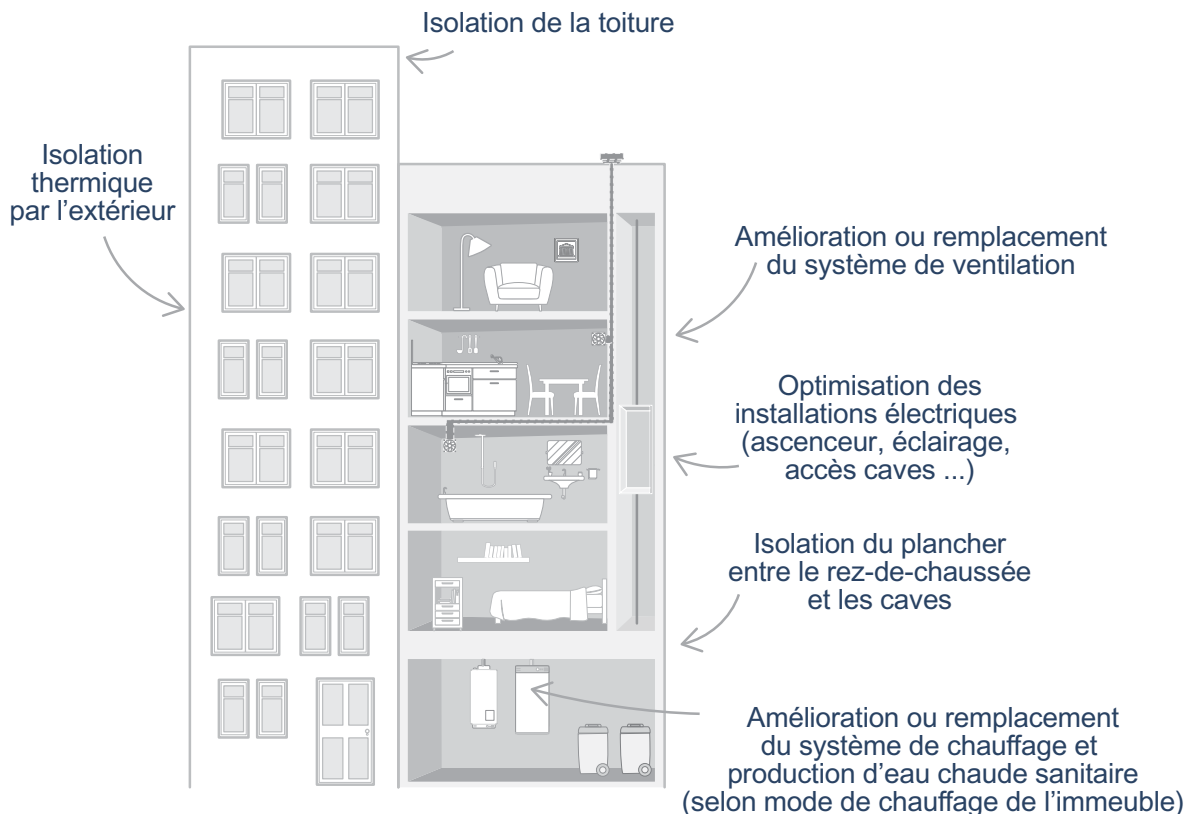 Isolation de la toiture
Isolation
thermique
par l’extérieur
Amélioration ou remplacement
du système de ventilation
Optimisation des
installations électriques
(ascenceur, éclairage,
accès caves ...)
Isolation du plancher
entre le rez-de-chaussée
et les caves
Amélioration ou remplacement
du système de chauffage et
production d’eau chaude sanitaire
(selon mode de chauffage de l’immeuble)